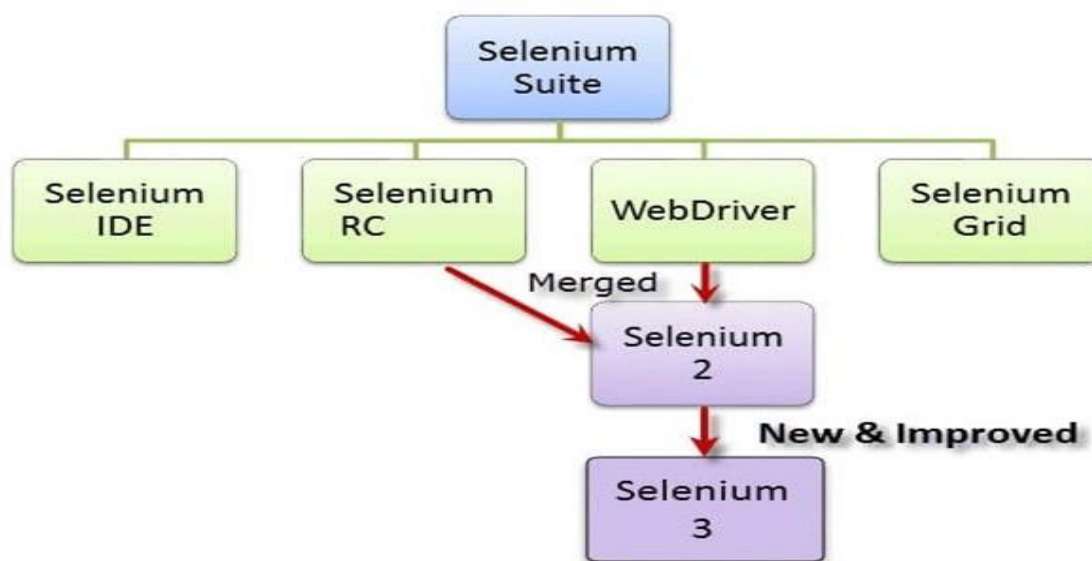 Selenium
Suite
Selenium
IDE
Selenium
RC
WebDriver
Selenium
Grid
Merged
Selenium
2
New & Improved
Selenium
3